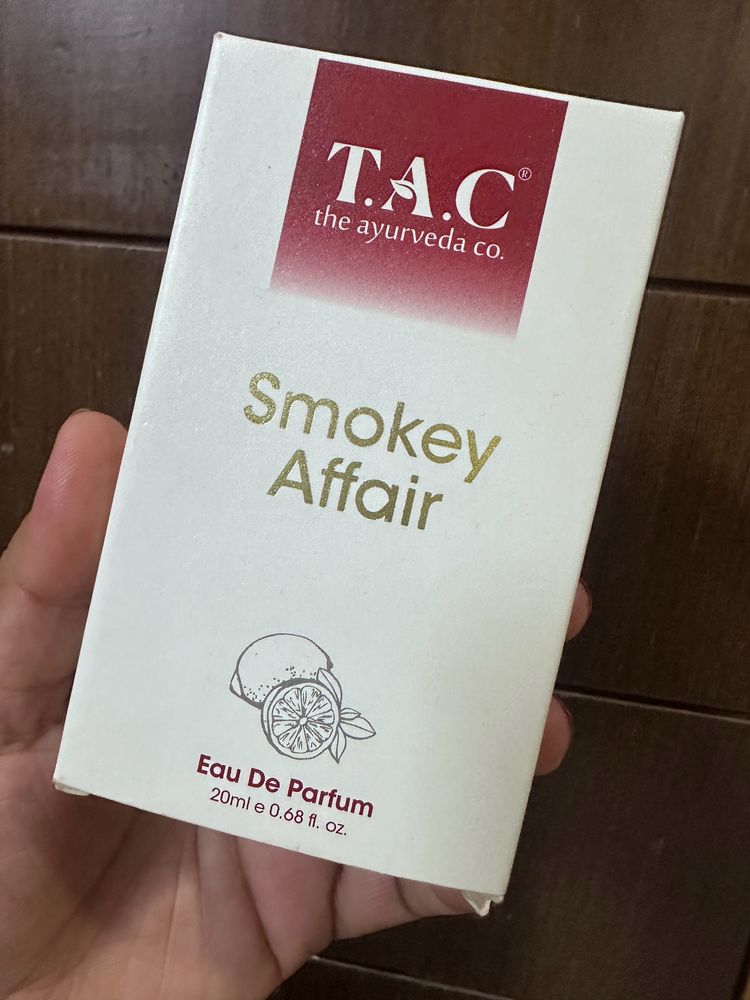 T.A.C®
the ayurveda co.
Smokey
Affair
Eau De Parfum
20ml e 0.68 fl. oz.